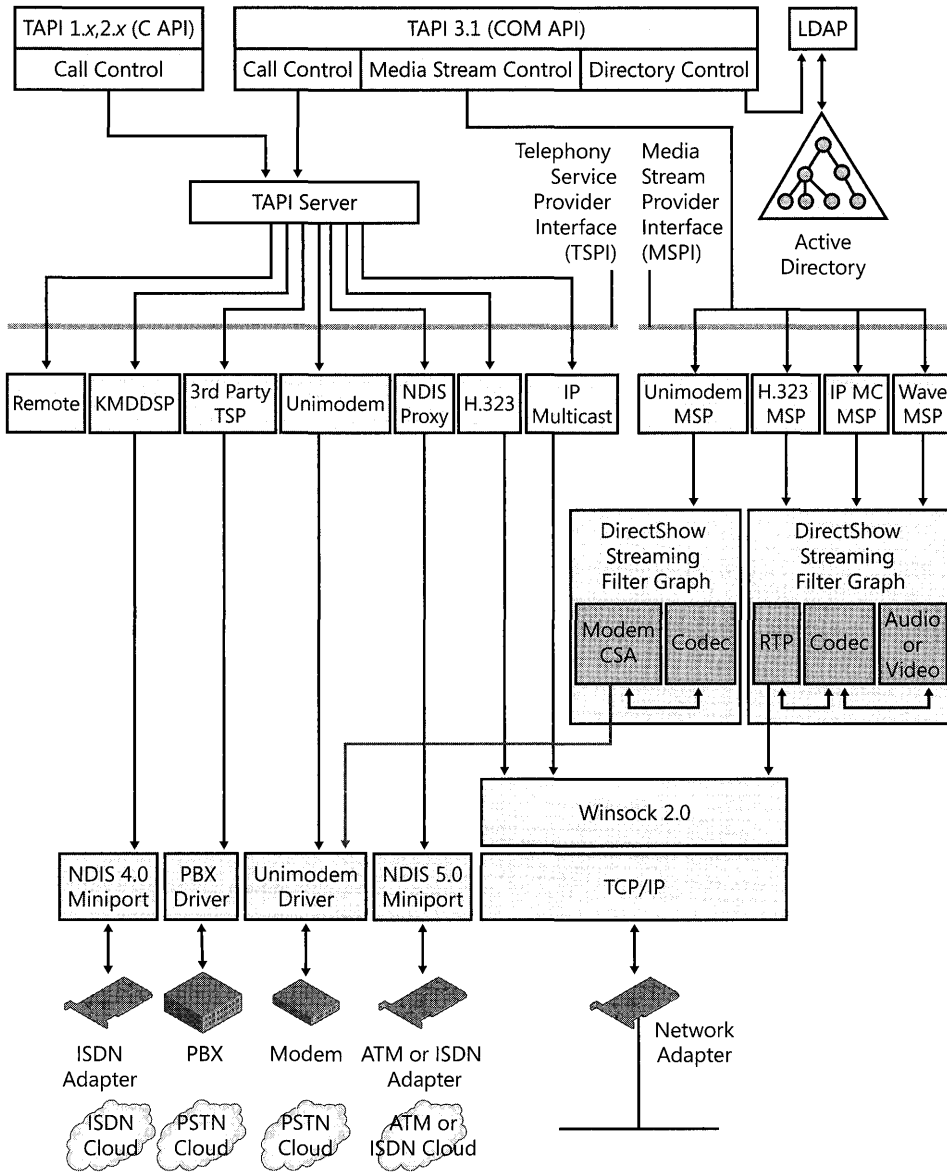 TAPI 1.x,2.x (C API)
Call Control
TAPI 3.1 (COM API)
Call Control
Media Stream Control
Directory Control
LDAP
Telephony
Service
Provider
Interface
(TSPI)
Media
Stream
Provider
Interface
(MSPI)
Active
Directory
TAPI Server
Remote
KMDDSP
3rd Party
TSP
Unimodem
NDIS
Proxy
H.323
IP
Multicast
Unimodem
MSP
H.323
MSP
IP MC
MSP
Wave
MSP
DirectShow
Streaming
Filter Graph
Modem
CSA
Codec
DirectShow
Streaming
Filter Graph
RTP
Codec
Audio
or
Video
Winsock 2.0
TCP/IP
NDIS 4.0
Miniport
PBX
Driver
Unimodem
Driver
NDIS 5.0
Miniport
ISDN
Adapter
PBX
Modem
ATM or ISDN
Adapter
Network
Adapter
ISDN
Cloud
PSTN
Cloud
PSTN
Cloud
ATM or
ISDN Cloud